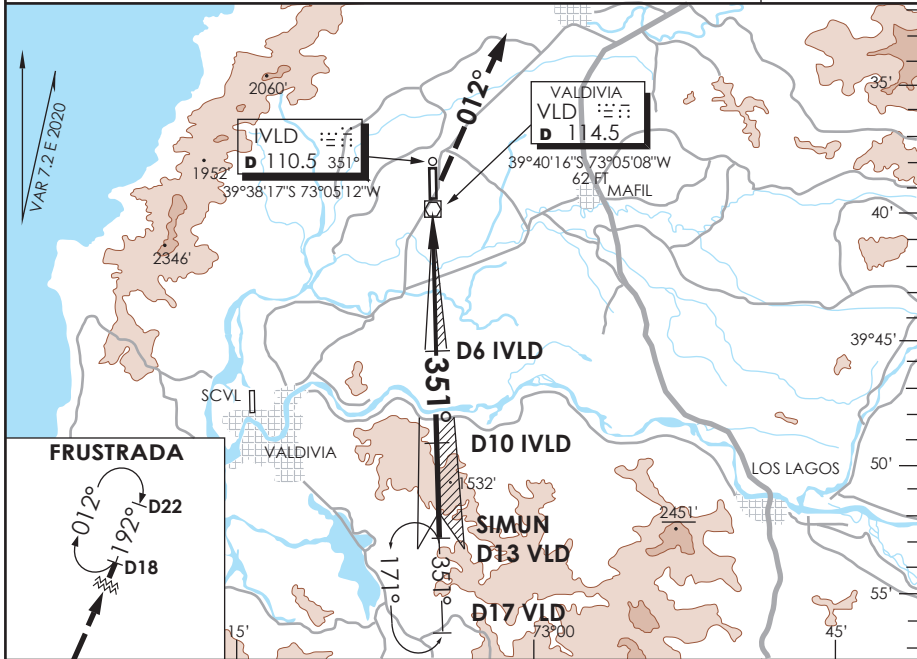 VAR 7.2 E 2020
2060'
1952'
2346'
IVLD
D 110.5 351°
39°38'17"S 73°05'12"W
012°
VALDIVIA
VLD
D 114.5
39°40'16"S 73°05'08"W
62 FT
MAFIL
35'
40'
39°45'
50'
55'
D6 IVLD
351°
D10 IVLD
SCVL
VALDIVIA
1532'
LOS LAGOS
2451'
SIMUN
D13 VLD
171°
351°
D17 VLD
FRUSTRADA
012°
192°
D22
D18
15'
73°00
45'